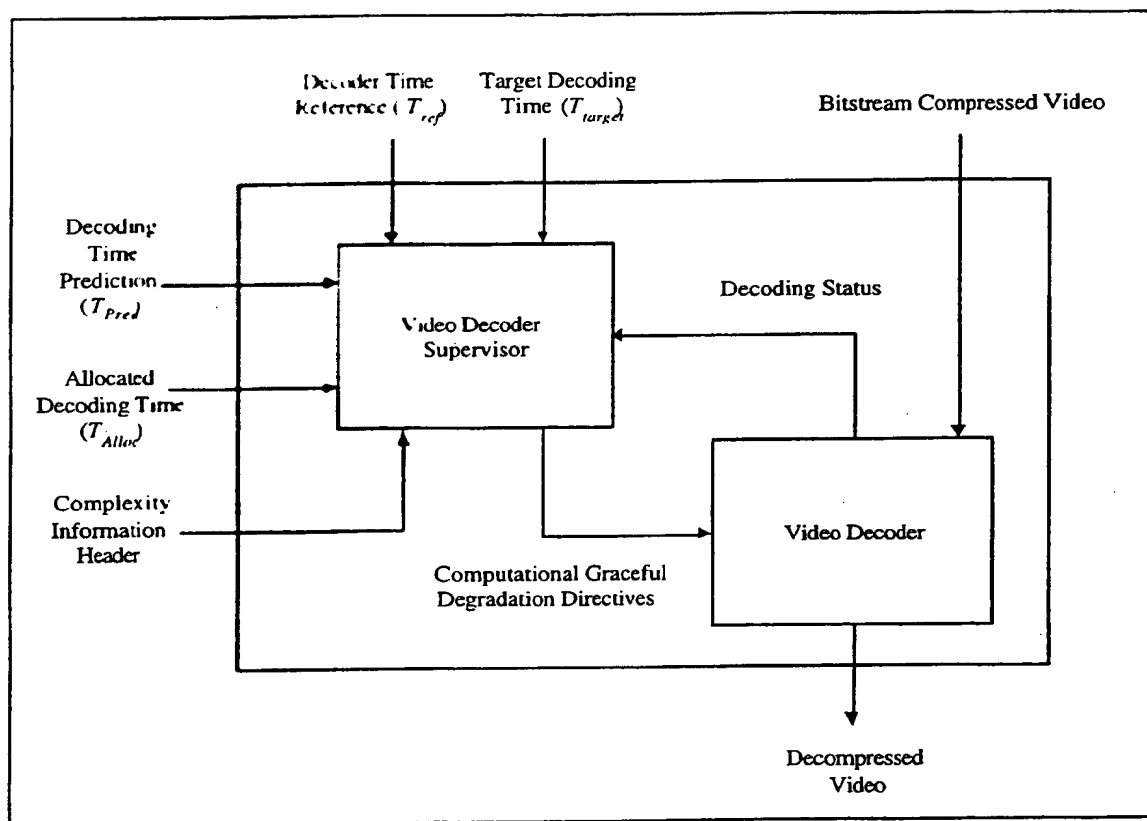 Decoder Time
Reference (T_ref)
Target Decoding
Time (T_target)
Bitstream Compressed Video
Decoding
Time
Prediction
(T_Pred)
Video Decoder
Supervisor
Decoding Status
Allocated
Decoding Time
(T_Alloc)
Complexity
Information
Header
Video Decoder
Computational Graceful
Degradation Directives
Decompressed
Video